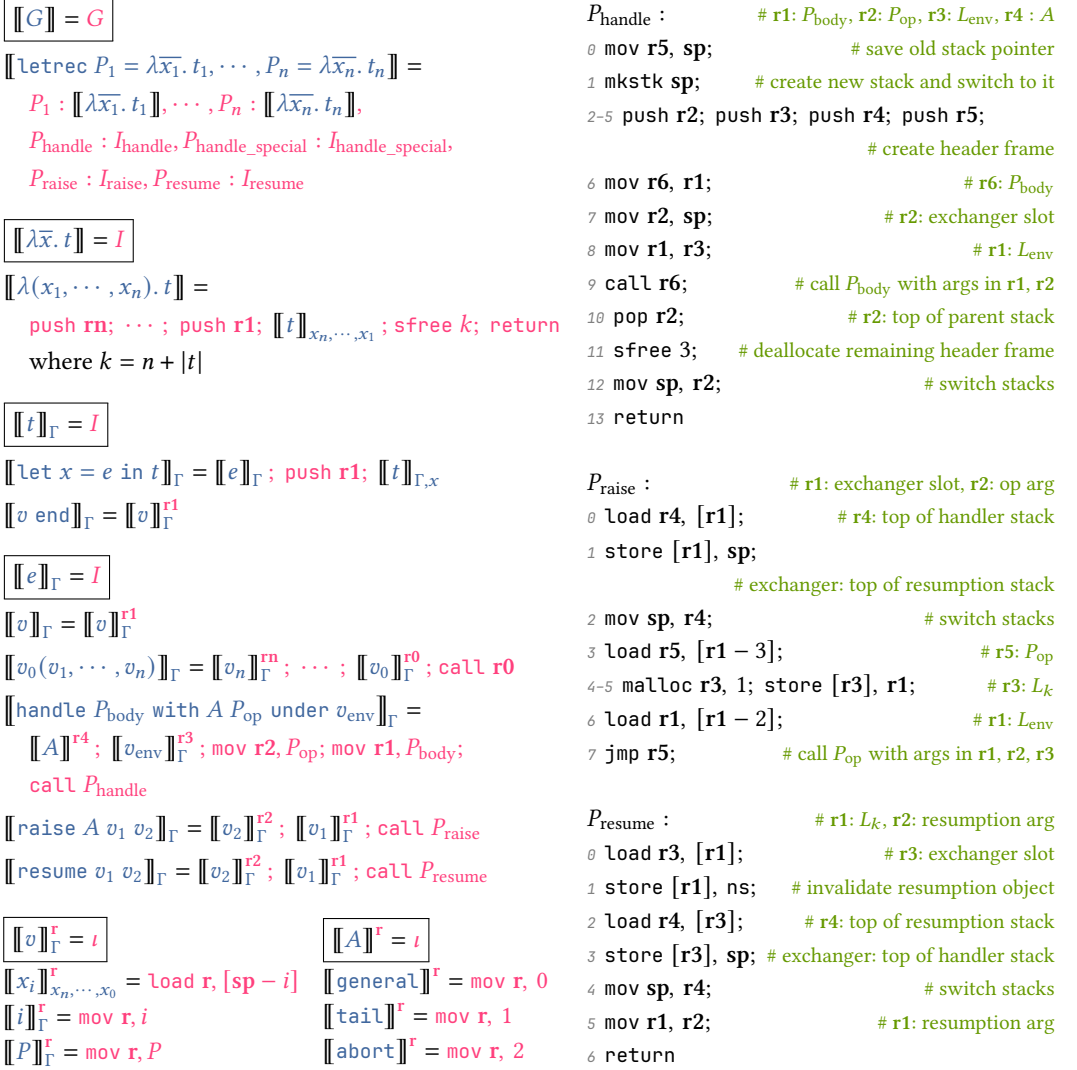 ⟦G⟧ = G
⟦letrec P₁ = λx̅₁. t₁, ⋯ , Pₙ = λx̅ₙ. tₙ⟧ =
P₁ : ⟦λx̅₁. t₁⟧, ⋯ , Pₙ : ⟦λx̅ₙ. tₙ⟧,
P_handle : I_handle, P_handle_special : I_handle_special,
P_raise : I_raise, P_resume : I_resume
⟦λx̅. t⟧ = I
⟦λ(x₁, ⋯ , xₙ). t⟧ =
push rn; ⋯ ; push r1; ⟦t⟧_{xₙ,⋯,x₁} ; sfree k; return
where k = n + |t|
⟦t⟧_Γ = I
⟦let x = e in t⟧_Γ = ⟦e⟧_Γ ; push r1; ⟦t⟧_{Γ,x}
⟦v end⟧_Γ = ⟦v⟧_Γ^{r1}
⟦e⟧_Γ = I
⟦v⟧_Γ = ⟦v⟧_Γ^{r1}
⟦v₀(v₁, ⋯ , vₙ)⟧_Γ = ⟦vₙ⟧_Γ^{rn} ; ⋯ ; ⟦v₀⟧_Γ^{r0} ; call r0
⟦handle P_body with A P_op under v_env⟧_Γ =
⟦A⟧^{r4} ; ⟦v_env⟧_Γ^{r3} ; mov r2, P_op; mov r1, P_body;
call P_handle
⟦raise A v₁ v₂⟧_Γ = ⟦v₂⟧_Γ^{r2} ; ⟦v₁⟧_Γ^{r1} ; call P_raise
⟦resume v₁ v₂⟧_Γ = ⟦v₂⟧_Γ^{r2} ; ⟦v₁⟧_Γ^{r1} ; call P_resume
⟦v⟧_Γ^r = ι
⟦xᵢ⟧_{xₙ,⋯,x₀}^r = load r, [sp − i]
⟦i⟧_Γ^r = mov r, i
⟦P⟧_Γ^r = mov r, P
⟦A⟧^r = ι
⟦general⟧^r = mov r, 0
⟦tail⟧^r = mov r, 1
⟦abort⟧^r = mov r, 2
P_handle : # r1: P_body, r2: P_op, r3: L_env, r4 : A
0 mov r5, sp; # save old stack pointer
1 mkstk sp; # create new stack and switch to it
2-5 push r2; push r3; push r4; push r5;
# create header frame
6 mov r6, r1; # r6: P_body
7 mov r2, sp; # r2: exchanger slot
8 mov r1, r3; # r1: L_env
9 call r6; # call P_body with args in r1, r2
10 pop r2; # r2: top of parent stack
11 sfree 3; # deallocate remaining header frame
12 mov sp, r2; # switch stacks
13 return
P_raise : # r1: exchanger slot, r2: op arg
0 load r4, [r1]; # r4: top of handler stack
1 store [r1], sp;
# exchanger: top of resumption stack
2 mov sp, r4; # switch stacks
3 load r5, [r1 − 3]; # r5: P_op
4-5 malloc r3, 1; store [r3], r1; # r3: L_k
6 load r1, [r1 − 2]; # r1: L_env
7 jmp r5; # call P_op with args in r1, r2, r3
P_resume : # r1: L_k, r2: resumption arg
0 load r3, [r1]; # r3: exchanger slot
1 store [r1], ns; # invalidate resumption object
2 load r4, [r3]; # r4: top of resumption stack
3 store [r3], sp; # exchanger: top of handler stack
4 mov sp, r4; # switch stacks
5 mov r1, r2; # r1: resumption arg
6 return